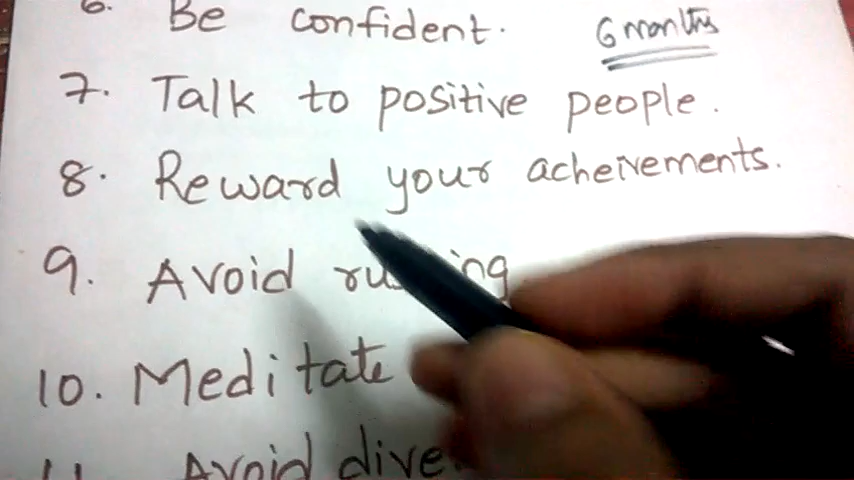 6. Be confident. 6 months
7. Talk to positive people.
8. Reward your acheivements.
9. Avoid
10. Meditate
11. Avoid